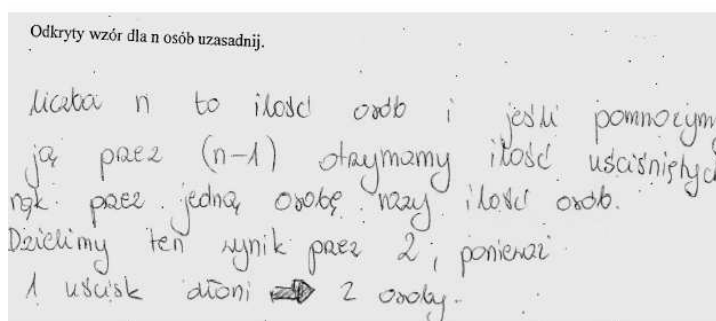 Odkryty wzór dla n osób uzasadnij.
liczba n to ilość osób i jeśli pomnożymy
ją przez (n-1) otrzymamy ilość uściśniętych
rąk przez jedną osobę razy ilość osób.
Dzielimy ten wynik przez 2, ponieważ
1 uścisk dłoni ⇒ 2 osoby.